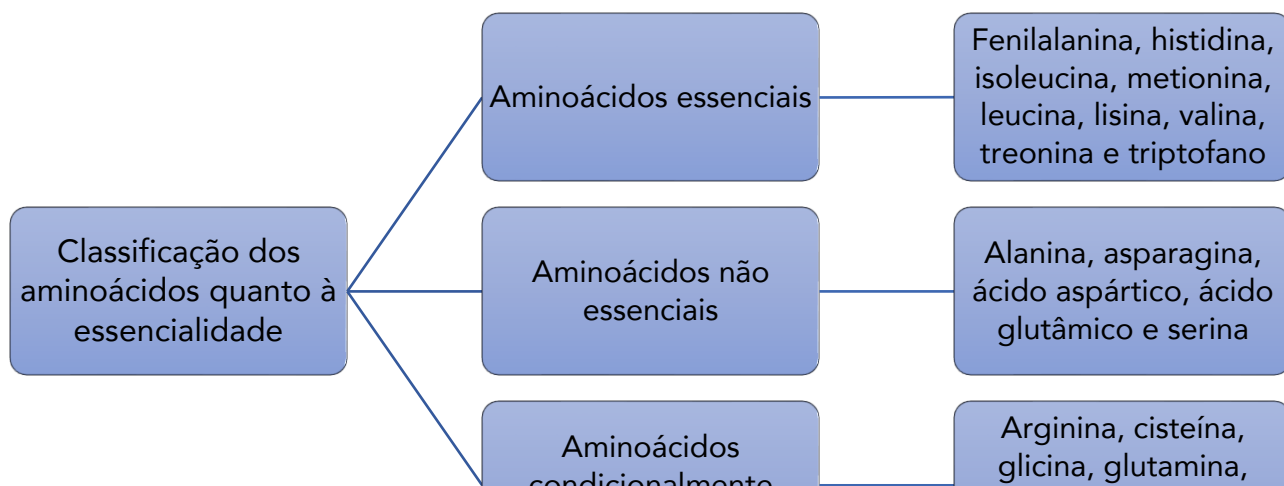 Classificação dos
aminoácidos quanto à
essencialidade
Aminoácidos essenciais
Fenilalanina, histidina,
isoleucina, metionina,
leucina, lisina, valina,
treonina e triptofano
Aminoácidos não
essenciais
Alanina, asparagina,
ácido aspártico, ácido
glutâmico e serina
Aminoácidos
condicionalmente
Arginina, cisteína,
glicina, glutamina,